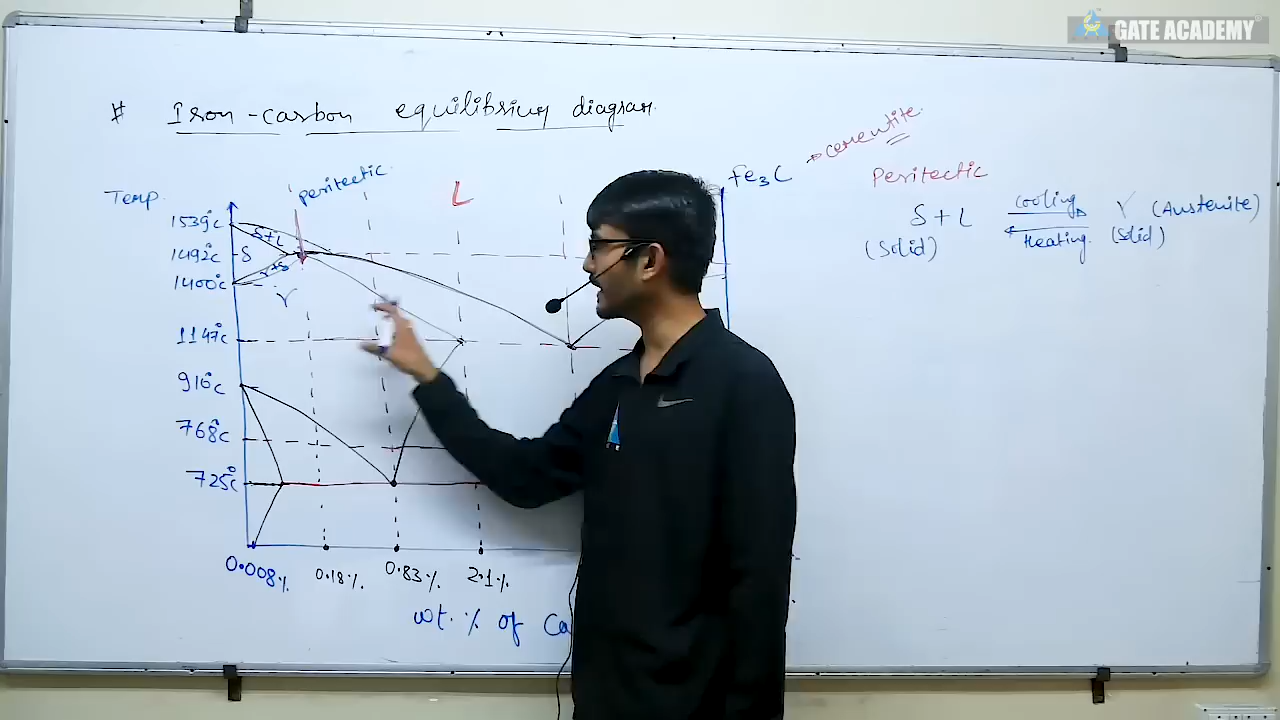 GATE ACADEMY
# Iron-carbon equilibrium diagram.
cementite
peritectic
L
Fe3C
Peritectic
Temp.
δ + L
cooling
γ (Austenite)
(Solid)
Heating
(Solid)
1539°C
δ+L
1492°C
δ
γ+δ
1400°C
γ
1147°C
910°C
768°C
725°C
0.008%
0.18%
0.83%
2.1%
wt. % of Ca